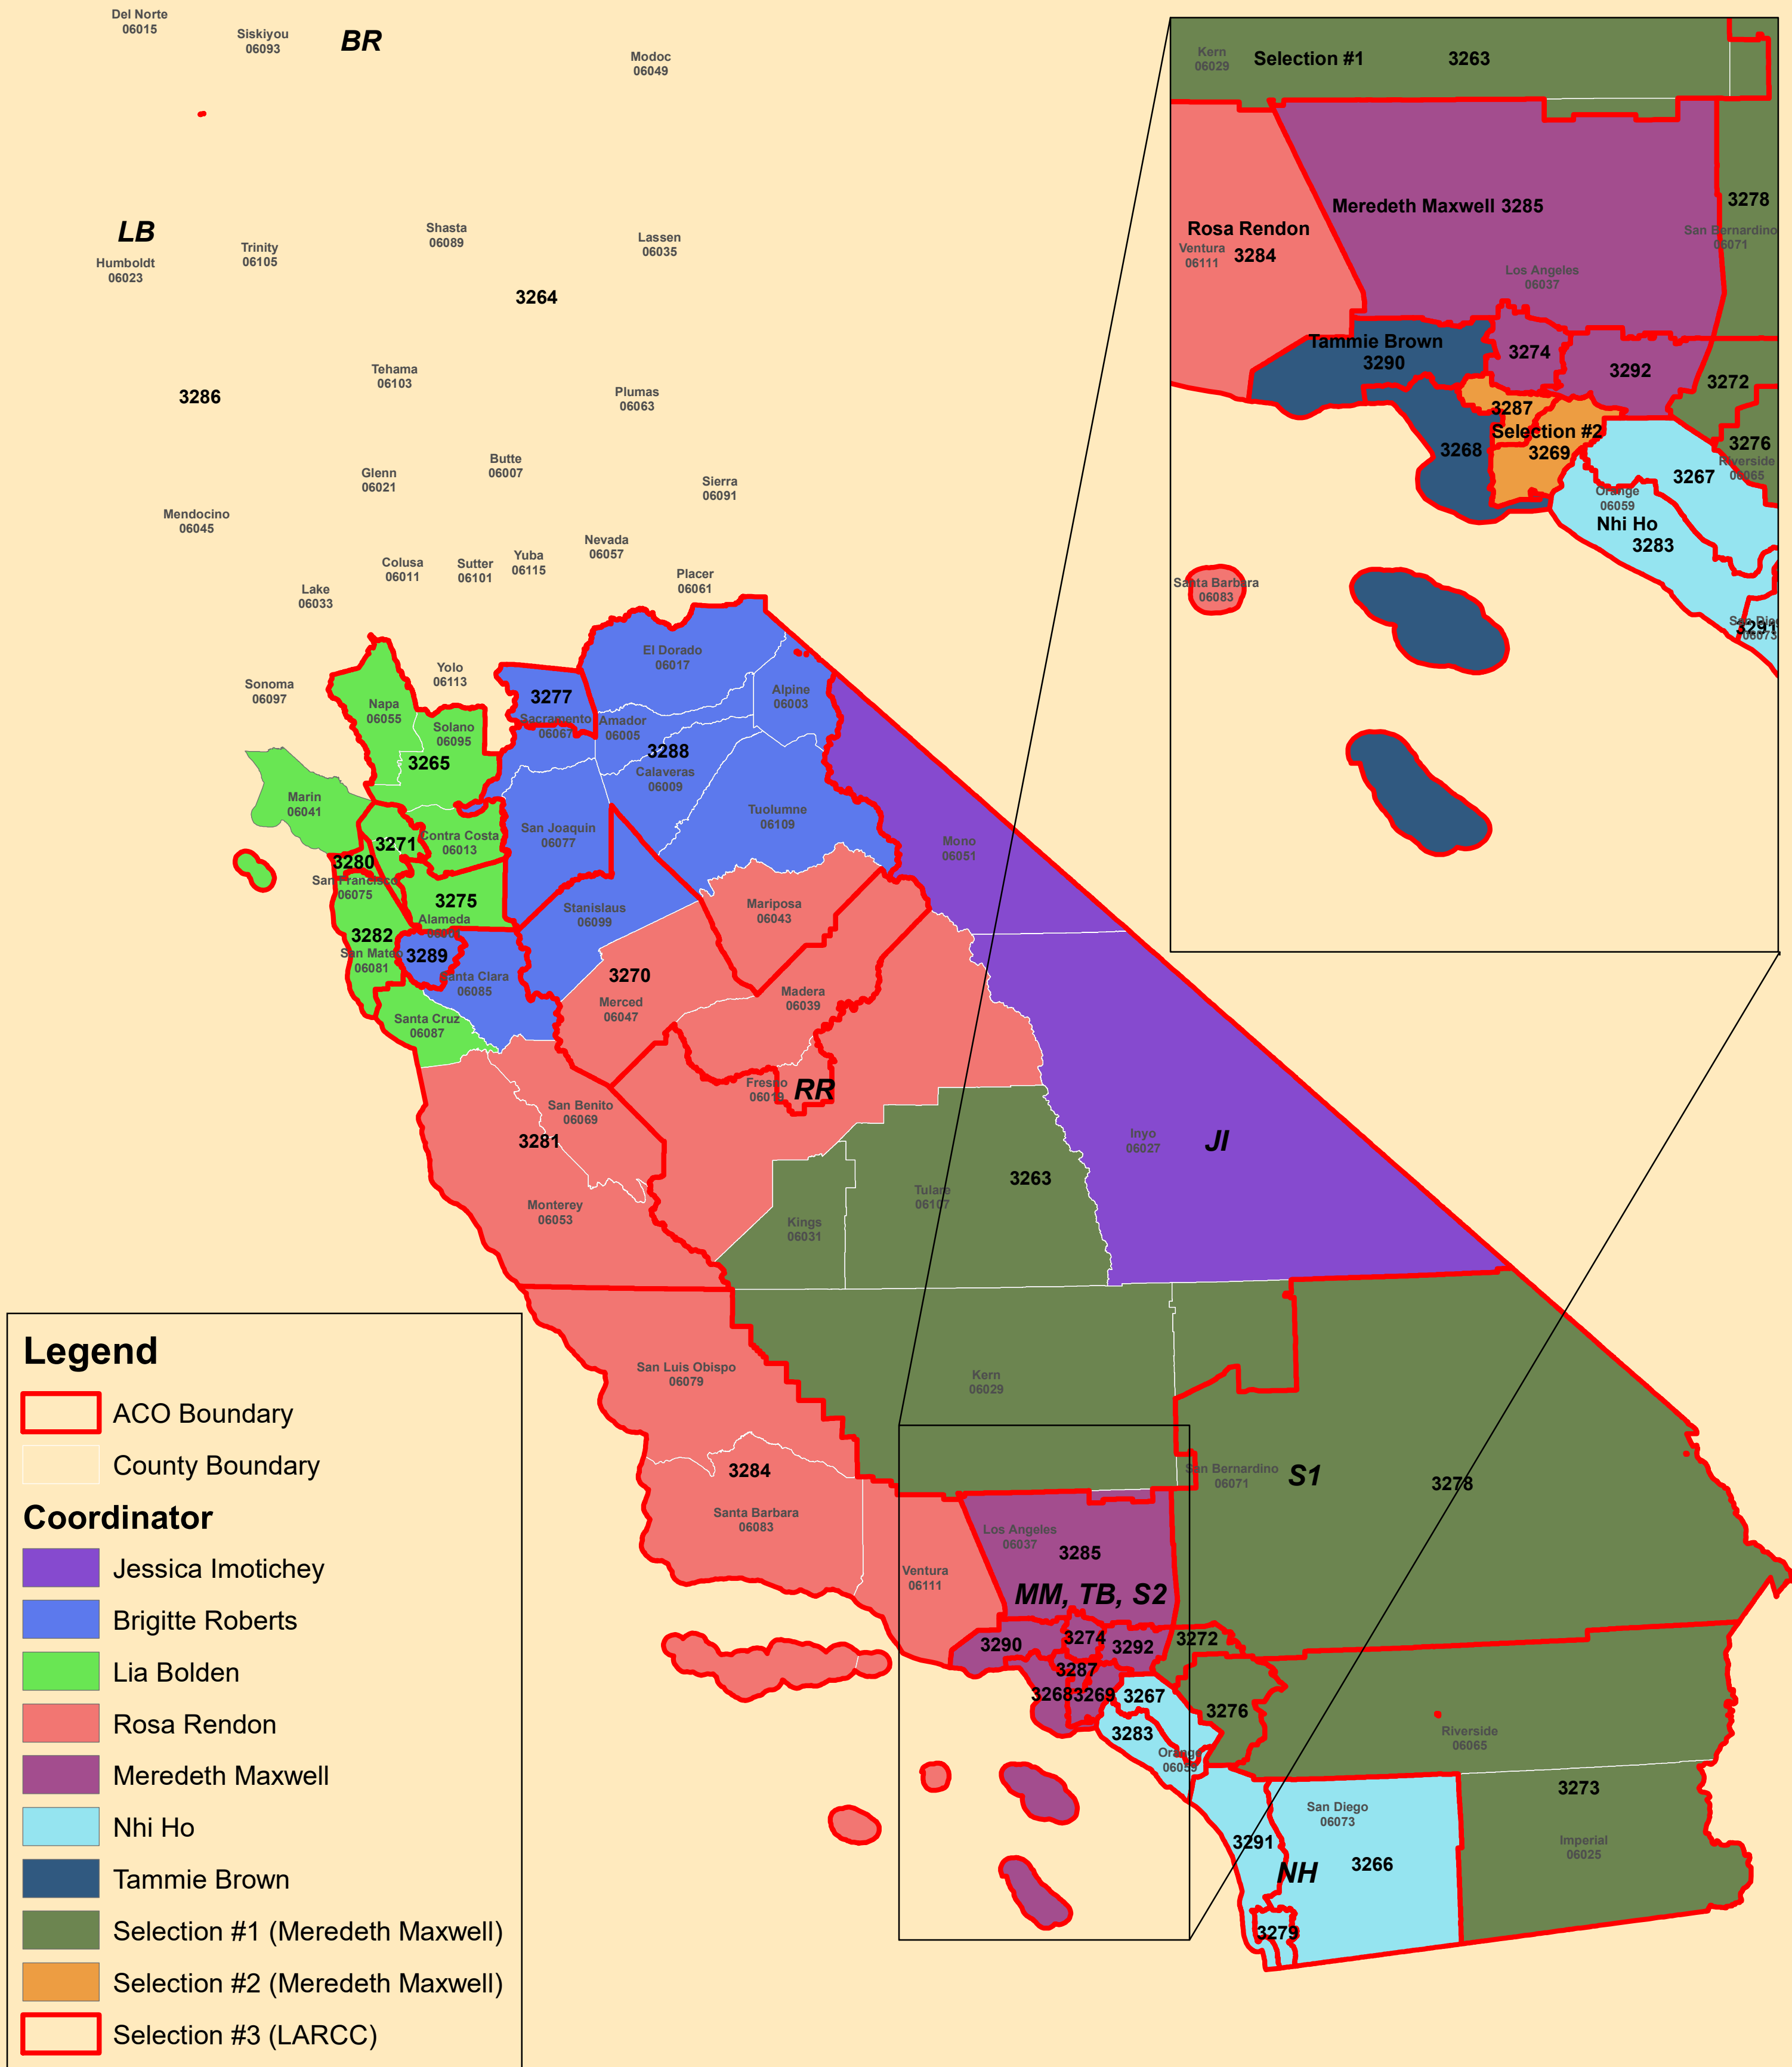 Del Norte
06015
Siskiyou
06093
BR
Modoc
06049
LB
Humboldt
06023
Trinity
06105
Shasta
06089
Lassen
06035
3264
3286
Tehama
06103
Plumas
06063
Glenn
06021
Butte
06007
Sierra
06091
Mendocino
06045
Colusa
06011
Sutter
06101
Yuba
06115
Nevada
06057
Placer
06061
Lake
06033
Sonoma
06097
Yolo
06113
Napa
06055
Solano
06095
3265
3277
Sacramento
06067
El Dorado
06017
Amador
06005
Alpine
06003
3288
Calaveras
06009
Tuolumne
06109
Marin
06041
3271
Contra Costa
06013
San Joaquin
06077
3280
San Francisco
06075
3275
Alameda
3282
San Mateo
06081
3289
Santa Clara
06085
Santa Cruz
06087
Stanislaus
06099
Mono
06051
Mariposa
06043
3270
Merced
06047
Madera
06039
Fresno
06019
RR
San Benito
06069
3281
Monterey
06053
Inyo
06027
JI
3263
Tulare
06107
Kings
06031
Kern
06029
San Luis Obispo
06079
3284
Santa Barbara
06083
Ventura
06111
San Bernardino
06071
S1
3278
Los Angeles
06037
3285
MM, TB, S2
3290
3274
3292
3272
3287
3268
3269
3267
3276
3283
Orange
06059
Riverside
06065
3273
San Diego
06073
Imperial
06025
3291
3266
NH
3279
Kern
06029
Selection #1
3263
Meredeth Maxwell 3285
3278
San Bernardino
06071
Rosa Rendon
Ventura
06111
3284
Los Angeles
06037
Tammie Brown
3290
3274
3292
3272
3287
Selection #2
3268
3269
3276
Riverside
06065
3267
Orange
06059
Nhi Ho
3283
Santa Barbara
06083
3291
06073
Legend
ACO Boundary
County Boundary
Coordinator
Jessica Imotichey
Brigitte Roberts
Lia Bolden
Rosa Rendon
Meredeth Maxwell
Nhi Ho
Tammie Brown
Selection #1 (Meredeth Maxwell)
Selection #2 (Meredeth Maxwell)
Selection #3 (LARCC)